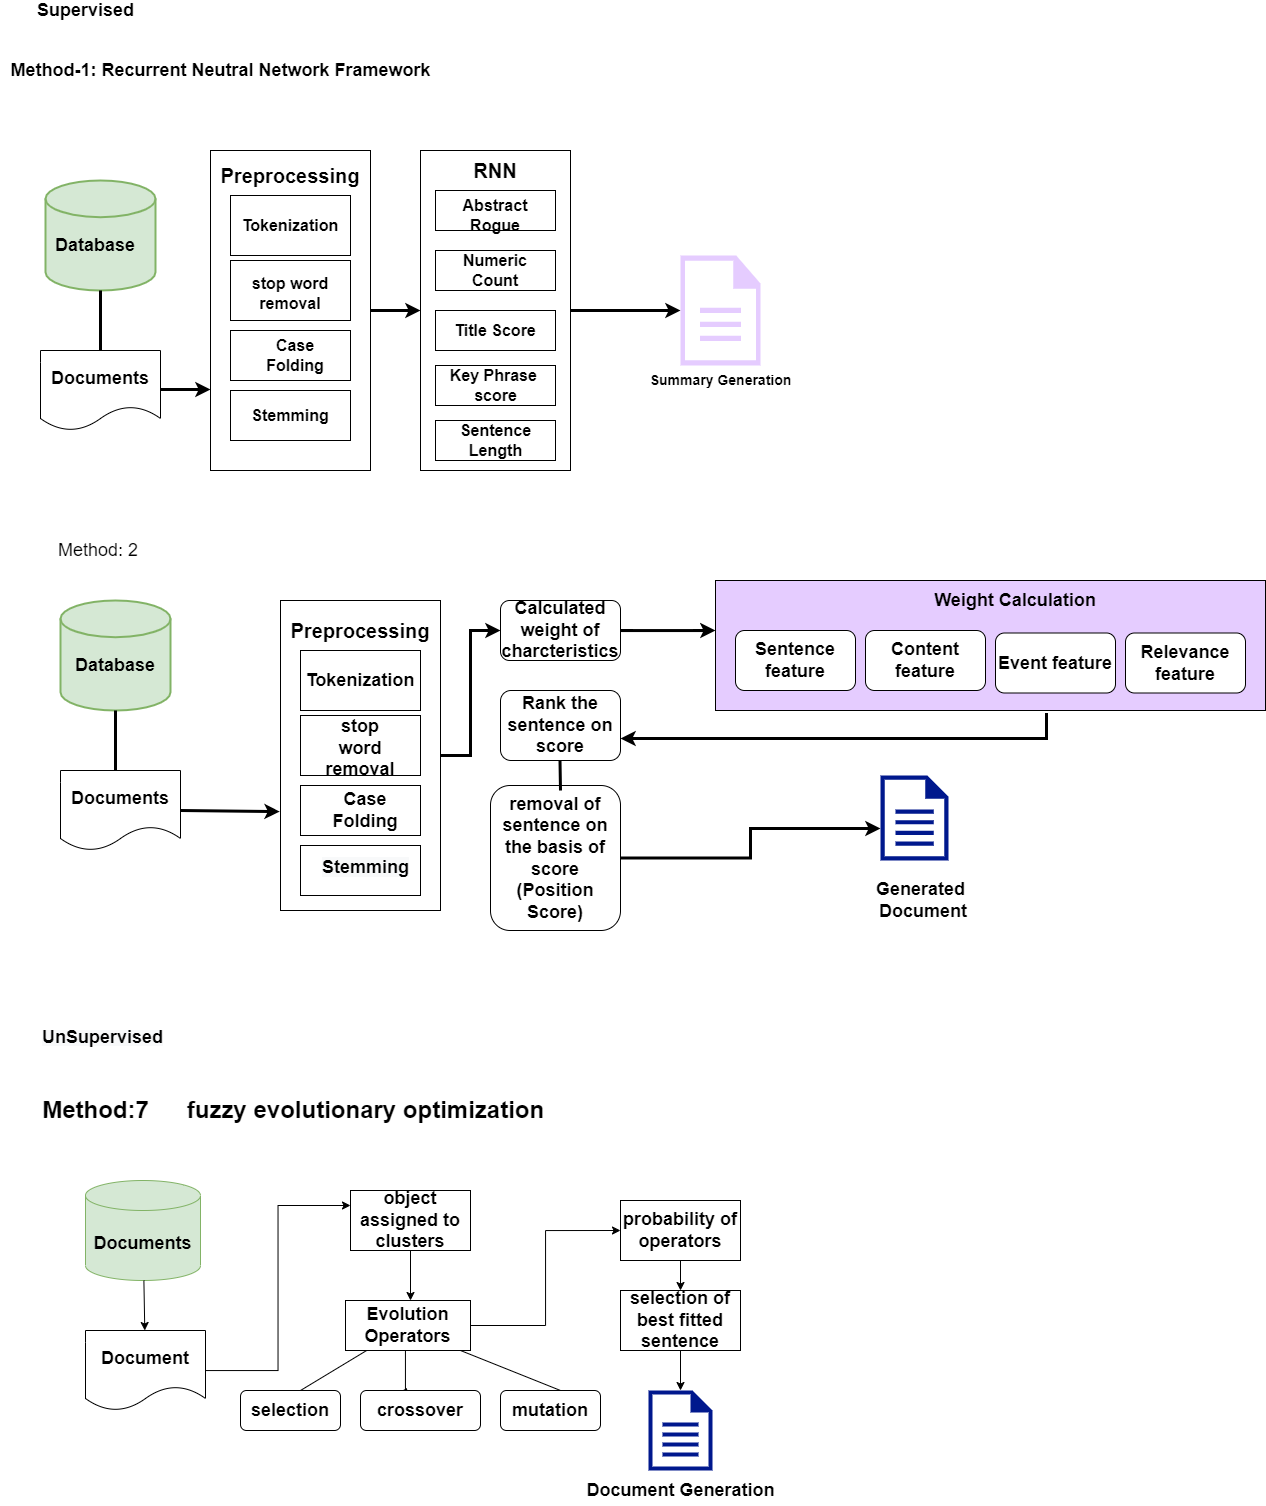 Supervised
Method-1: Recurrent Neutral Network Framework
Database
Documents
Preprocessing
Tokenization
stop word
removal
Case
Folding
Stemming
RNN
Abstract
Rogue
Numeric
Count
Title Score
Key Phrase
score
Sentence
Length
Summary Generation
Method: 2
Database
Documents
Preprocessing
Tokenization
stop
word
removal
Case
Folding
Stemming
Calculated
weight of
charcteristics
Weight Calculation
Sentence
feature
Content
feature
Event feature
Relevance
feature
Rank the
sentence on
score
removal of
sentence on
the basis of
score
(Position
Score)
Generated
Document
UnSupervised
Method:7 fuzzy evolutionary optimization
Documents
Document
object
assigned to
clusters
Evolution
Operators
selection
crossover
mutation
probability of
operators
selection of
best fitted
sentence
Document Generation